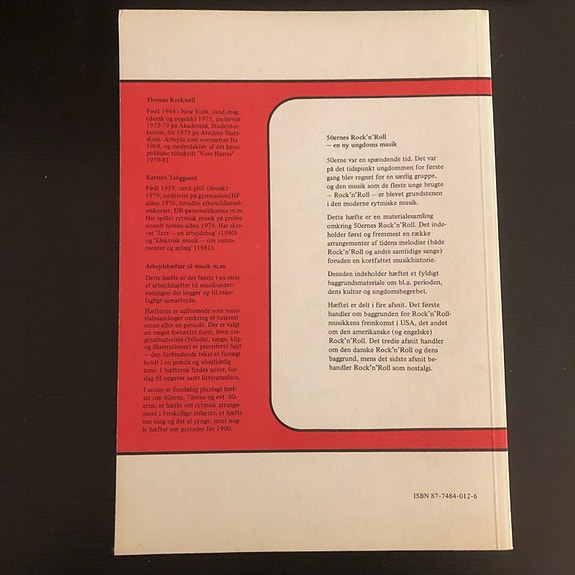 Thomas Rockwell
Født 1944 i New York, cand. mag.
(dansk og engelsk) 1973, undervist
1973-79 på Akademisk Studenter-
kursus, fra 1979 på Avedøre Stats-
skole. Arbejde som oversætter fra
1968, og medredaktør af det køns-
politiske tidsskrift "Vore Herrer"
1979-81.
Karsten Tanggaard
Født 1955, cand. phil. (musik)
1979, undervist på gymnasium/HF
siden 1976, foruden efteruddannel-
seskurser, DR-personalekursus m.m.
Har spillet rytmisk musik på profes-
sionelt niveau siden 1974. Har skre-
vet "Jazz – en arbejdsbog" (1980)
og "Elektrisk musik – om instru-
menter og anlæg" (1981).
Arbejdshæfter til musik m.m.
Dette hæfte er det første i en serie
af arbejdshæfter til musikunder-
visningen der lægger op til tvær-
fagligt samarbejde.
Hæfterne er udformede som mate-
rialesamlinger omkring et bestemt
emne eller en periode. Der er valgt
en meget fortættet form, hvor ori-
ginalmateriale (billeder, sange, klip
og illustrationer) er prioriteret højt
– den forbindende tekst er forsøgt
holdt i en præcis og uhøjtidelig
tone. I hæfterne findes noter, for-
slag til opgaver samt litteraturliste.
I serien er foreløbig planlagt hæf-
ter om 60erne, 70erne og evt. 80-
erne, et hæfte om rytmisk arrange-
ment i forskellige stilarter, et hæfte
om sang og det at synge, samt nog-
le hæfter om perioder før 1900.
50ernes Rock'n'Roll
– en ny ungdoms musik
50erne var en spændende tid. Det var
på det tidspunkt ungdommen for første
gang blev regnet for en særlig gruppe,
og den musik som de fleste unge brugte
– Rock'n'Roll – er blevet grundstenen
i den moderne rytmiske musik.
Dette hæfte er en materialesamling
omkring 50ernes Rock'n'Roll. Det inde-
holder først og fremmest en række
arrangementer af tidens melodier (både
Rock'n'Roll og andre samtidige sange)
foruden en kortfattet musikhistorie.
Desuden indeholder hæftet et fyldigt
baggrundsmateriale om bl.a. perioden,
dens kultur og ungdomsbegrebet.
Hæftet er delt i fire afsnit. Det første
handler om baggrunden for Rock'n'Roll-
musikkens fremkomst i USA, det andet
om den amerikanske (og engelske)
Rock'n'Roll. Det tredie afsnit handler
om den danske Rock'n'Roll og dens
baggrund, mens det sidste afsnit be-
handler Rock'n'Roll som nostalgi.
ISBN 87-7484-012-6